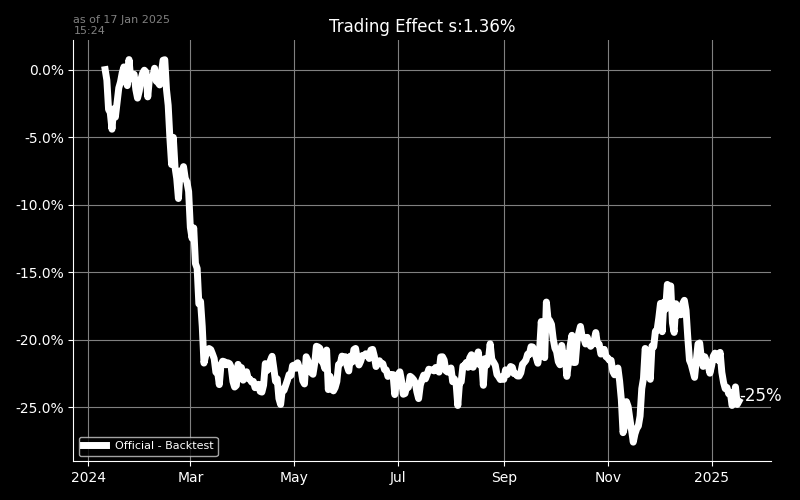 as of 17 Jan 2025
15:24
Trading Effect s:1.36%
0.0%
-5.0%
-10.0%
-15.0%
-20.0%
-25.0%
-25%
Official - Backtest
2024 Mar May Jul Sep Nov 2025